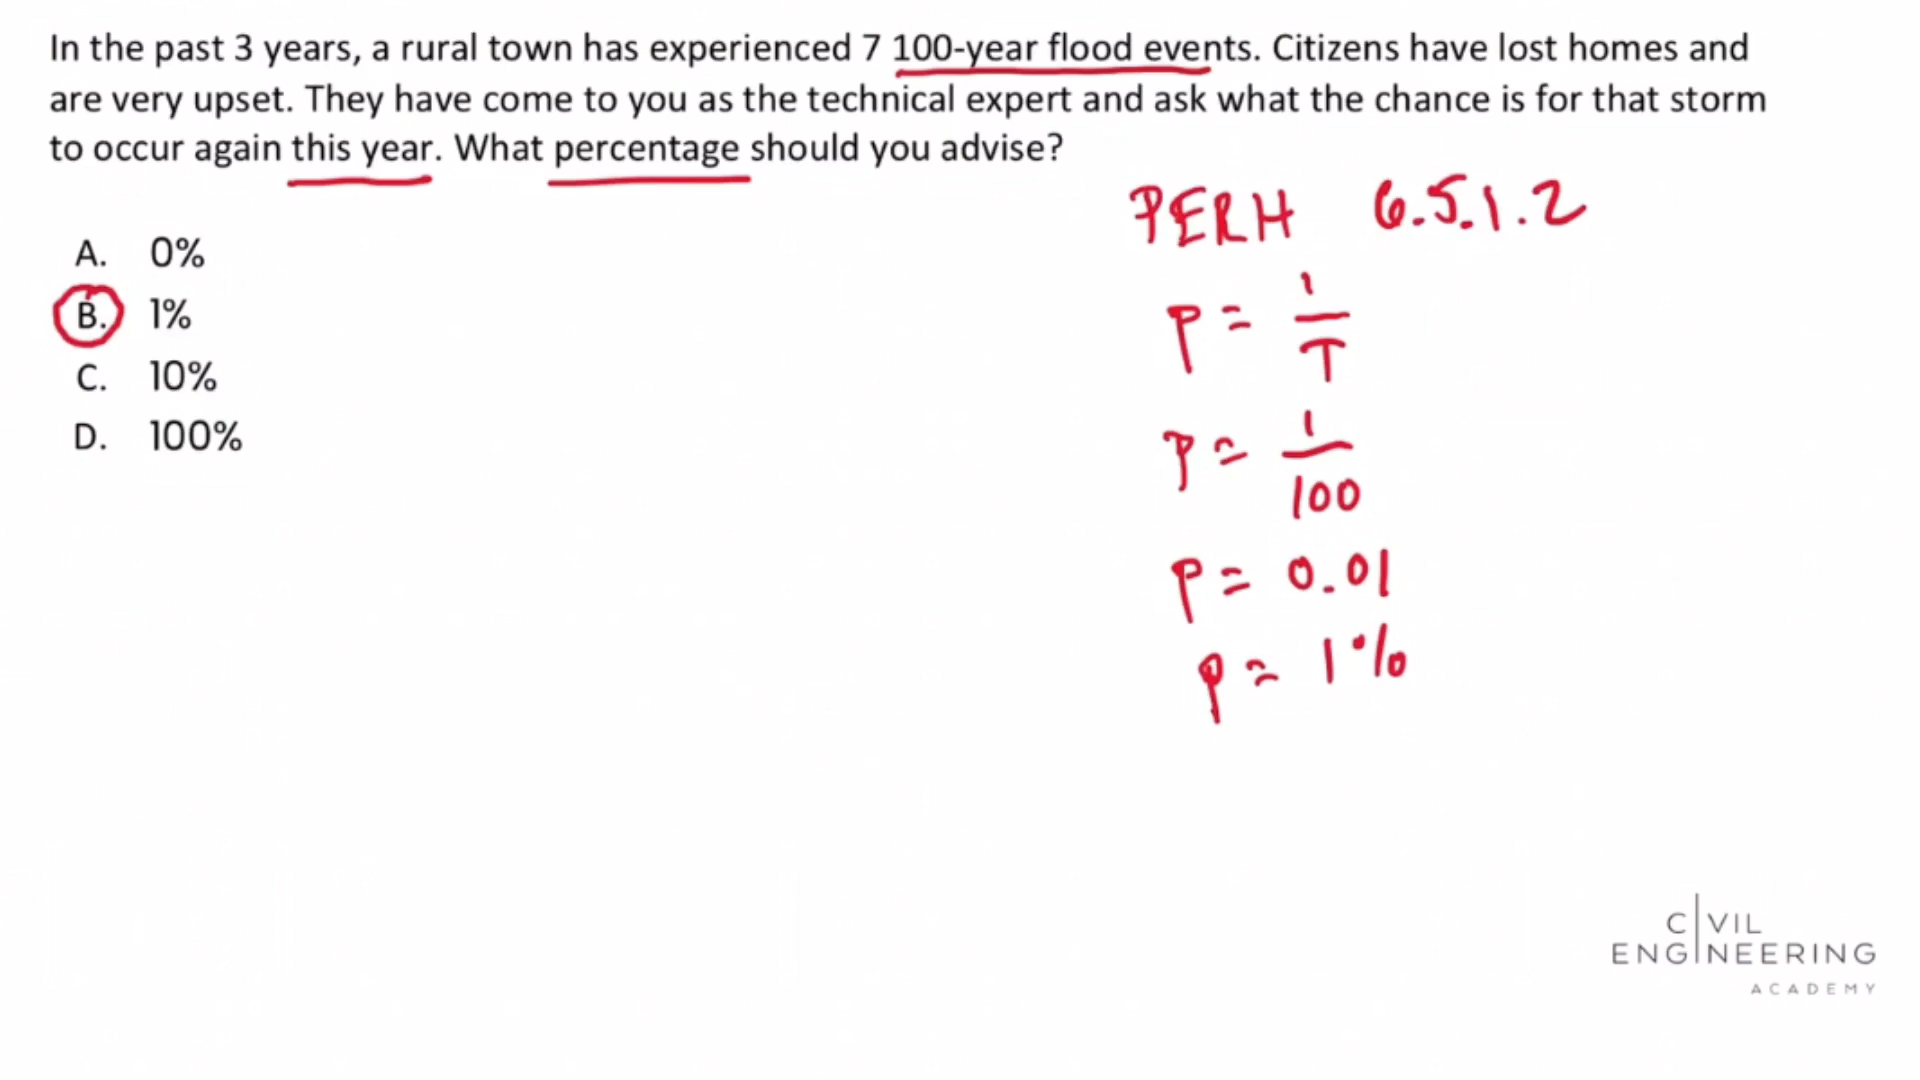 In the past 3 years, a rural town has experienced 7 100-year flood events. Citizens have lost homes and
are very upset. They have come to you as the technical expert and ask what the chance is for that storm
to occur again this year. What percentage should you advise?
PERH 6.5.1.2
A. 0%
B. 1%
C. 10%
D. 100%
P = 1/T
P = 1/100
P = 0.01
P = 1%
CIVIL
ENGINEERING
ACADEMY